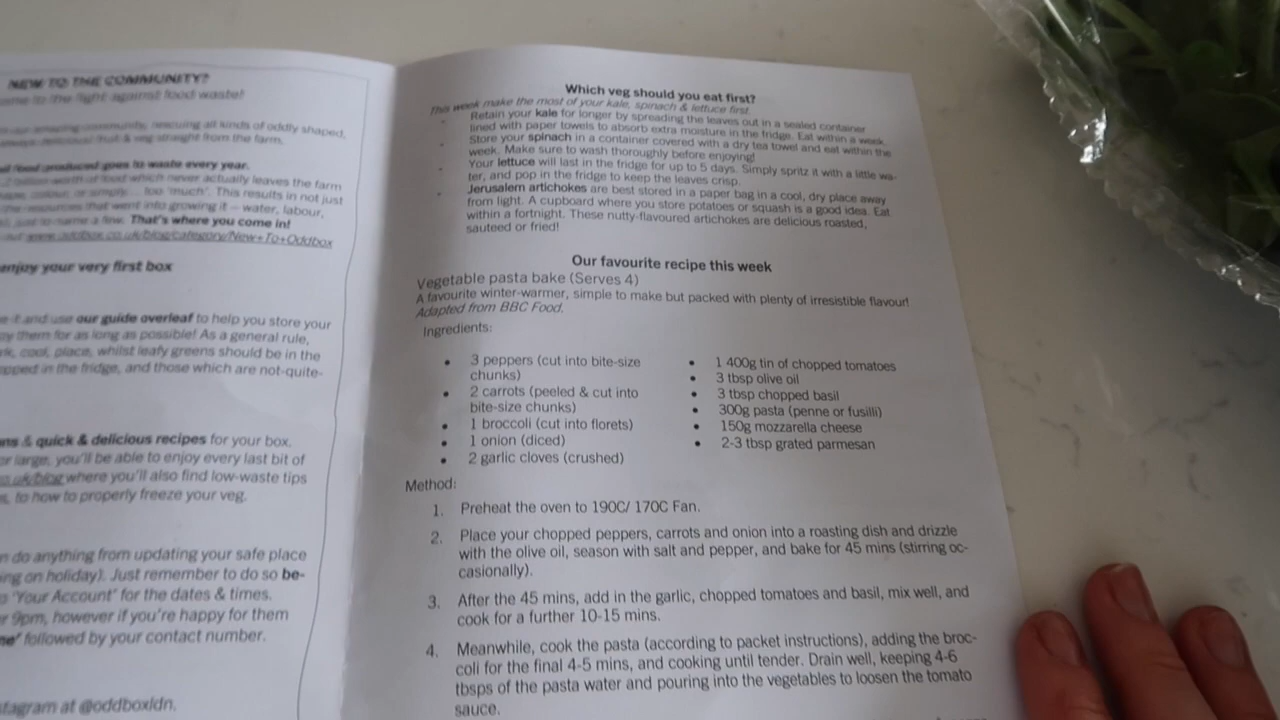 NEW TO THE COMMUNITY?
ome to the fight against food waste!
our amazing community, rescuing all kinds of oddly shaped,
always delicious fruit & veg straight from the farm.
of food produced goes to waste every year.
worth of food which never actually leaves the farm
colour, or simply... too 'much'. This results in not just
the resources that went into growing it – water, labour,
just to name a few. That's where you come in!
out www.oddbox.co.uk/blog/category/New+To+Oddbox
enjoy your very first box
e it and use our guide overleaf to help you store your
oy them for as long as possible! As a general rule,
rk, cool, place, whilst leafy greens should be in the
opped in the fridge, and those which are not-quite-
ns & quick & delicious recipes for your box.
or large, you'll be able to enjoy every last bit of
o.uk/blog where you'll also find low-waste tips
s, to how to properly freeze your veg.
n do anything from updating your safe place
ing on holiday). Just remember to do so be-
s 'Your Account' for the dates & times.
r 9pm, however if you're happy for them
me' followed by your contact number.
stagram at @oddboxldn.
Which veg should you eat first?
This week make the most of your kale, spinach & lettuce first.
Retain your kale for longer by spreading the leaves out in a sealed container
lined with paper towels to absorb extra moisture in the fridge. Eat within a week.
Store your spinach in a container covered with a dry tea towel and eat within the
week. Make sure to wash thoroughly before enjoying!
Your lettuce will last in the fridge for up to 5 days. Simply spritz it with a little wa-
ter, and pop in the fridge to keep the leaves crisp.
Jerusalem artichokes are best stored in a paper bag in a cool, dry place away
from light. A cupboard where you store potatoes or squash is a good idea. Eat
within a fortnight. These nutty-flavoured artichokes are delicious roasted,
sauteed or fried!
Our favourite recipe this week
Vegetable pasta bake (Serves 4)
A favourite winter-warmer, simple to make but packed with plenty of irresistible flavour!
Adapted from BBC Food.
Ingredients:
• 3 peppers (cut into bite-size
chunks)
• 2 carrots (peeled & cut into
bite-size chunks)
• 1 broccoli (cut into florets)
• 1 onion (diced)
• 2 garlic cloves (crushed)
• 1 400g tin of chopped tomatoes
• 3 tbsp olive oil
• 3 tbsp chopped basil
• 300g pasta (penne or fusilli)
• 150g mozzarella cheese
• 2-3 tbsp grated parmesan
Method:
1. Preheat the oven to 190C/ 170C Fan.
2. Place your chopped peppers, carrots and onion into a roasting dish and drizzle
with the olive oil, season with salt and pepper, and bake for 45 mins (stirring oc-
casionally).
3. After the 45 mins, add in the garlic, chopped tomatoes and basil, mix well, and
cook for a further 10-15 mins.
4. Meanwhile, cook the pasta (according to packet instructions), adding the broc-
coli for the final 4-5 mins, and cooking until tender. Drain well, keeping 4-6
tbsps of the pasta water and pouring into the vegetables to loosen the tomato
sauce.